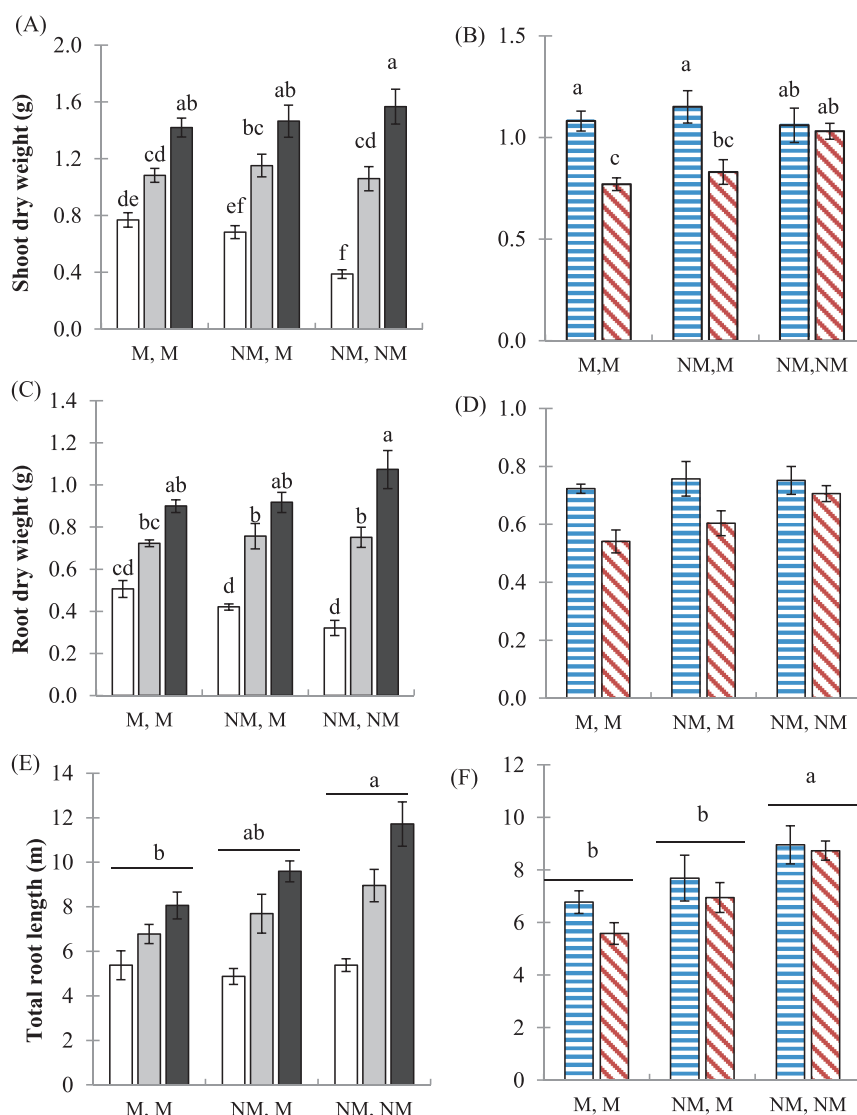 (A)
Shoot dry weight (g)
2.0
1.6
1.2
0.8
0.4
0.0
de
cd
ab
ef
bc
ab
f
cd
a
M, M
NM, M
NM, NM
(B)
1.5
1.0
0.5
0.0
a
c
a
bc
ab
ab
M,M
NM,M
NM,NM
(C)
Root dry wieght (g)
1.4
1.2
1.0
0.8
0.6
0.4
0.2
0.0
cd
bc
ab
d
b
ab
d
b
a
M, M
NM, M
NM, NM
(D)
1.0
0.8
0.6
0.4
0.2
0.0
M, M
NM, M
NM, NM
(E)
Total root length (m)
14
12
10
8
6
4
2
0
b
ab
a
M, M
NM, M
NM, NM
(F)
12
10
8
6
4
2
0
b
b
a
M, M
NM, M
NM, NM